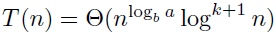 T(n) = Θ(n^{log_b a} log^{k+1} n)